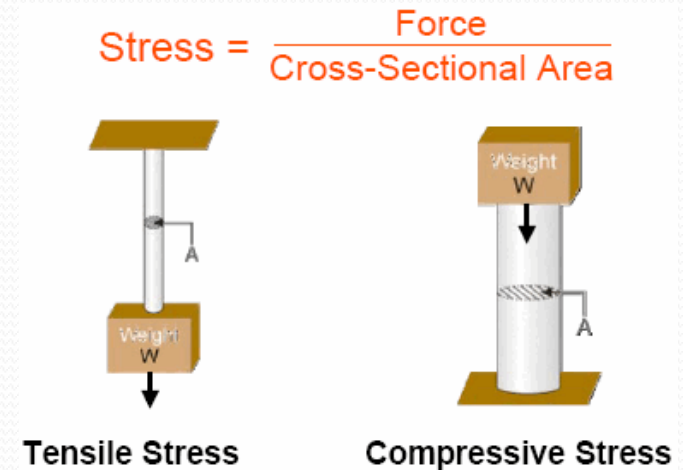 Stress = Force
Cross-Sectional Area
Weight
W
A
Weight
W
A
Tensile Stress
Compressive Stress